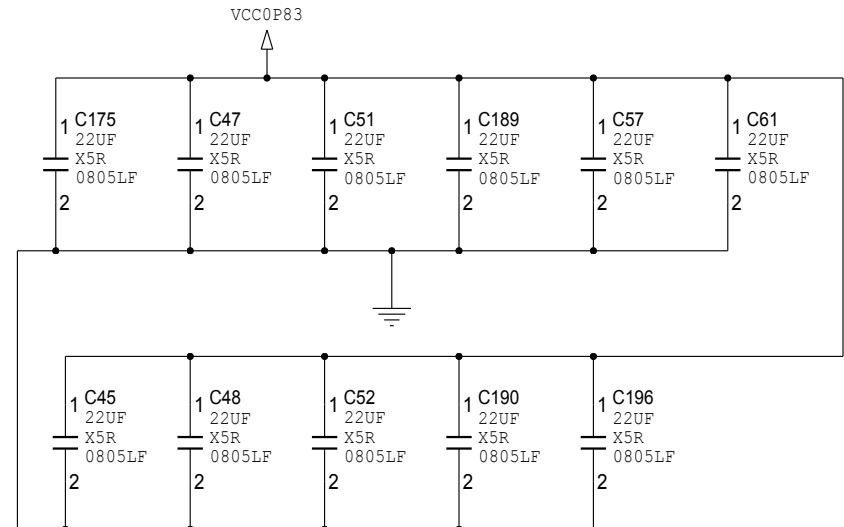 VCC0P83
1 C175
22UF
X5R
0805LF
2
1 C47
22UF
X5R
0805LF
2
1 C51
22UF
X5R
0805LF
2
1 C189
22UF
X5R
0805LF
2
1 C57
22UF
X5R
0805LF
2
1 C61
22UF
X5R
0805LF
2
1 C45
22UF
X5R
0805LF
2
1 C48
22UF
X5R
0805LF
2
1 C52
22UF
X5R
0805LF
2
1 C190
22UF
X5R
0805LF
2
1 C196
22UF
X5R
0805LF
2